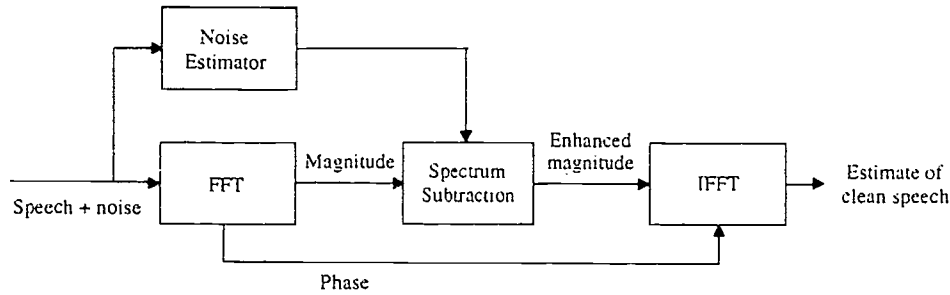 Noise
Estimator
Speech + noise
FFT
Magnitude
Spectrum
Subtraction
Enhanced
magnitude
IFFT
Estimate of
clean speech
Phase